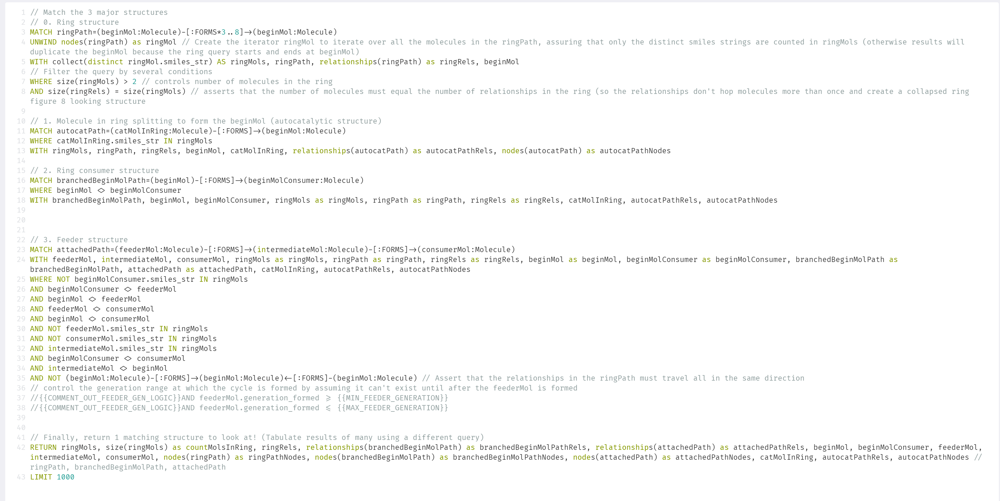 1 // Match the 3 major structures
2 // 0. Ring structure
3 MATCH ringPath=(beginMol:Molecule)-[:FORMS*3..8]->(beginMol:Molecule)
4 UNWIND nodes(ringPath) as ringMol // Create the iterator ringMol to iterate over all the molecules in the ringPath, assuring that only the distinct smiles strings are counted in ringMols (otherwise results will
duplicate the beginMol because the ring query starts and ends at beginMol)
5 WITH collect(distinct ringMol.smiles_str) AS ringMols, ringPath, relationships(ringPath) as ringRels, beginMol
6 // Filter the query by several conditions
7 WHERE size(ringMols) > 2 // controls number of molecules in the ring
8 AND size(ringRels) = size(ringMols) // asserts that the number of molecules must equal the number of relationships in the ring (so the relationships don't hop molecules more than once and create a collapsed ring
figure 8 looking structure
9
10 // 1. Molecule in ring splitting to form the beginMol (autocatalytic structure)
11 MATCH autocatPath=(catMolInRing:Molecule)-[:FORMS]->(beginMol:Molecule)
12 WHERE catMolInRing.smiles_str IN ringMols
13 WITH ringMols, ringPath, ringRels, beginMol, catMolInRing, relationships(autocatPath) as autocatPathRels, nodes(autocatPath) as autocatPathNodes
14
15 // 2. Ring consumer structure
16 MATCH branchedBeginMolPath=(beginMol)-[:FORMS]->(beginMolConsumer:Molecule)
17 WHERE beginMol <> beginMolConsumer
18 WITH branchedBeginMolPath, beginMol, beginMolConsumer, ringMols as ringMols, ringPath as ringPath, ringRels as ringRels, catMolInRing, autocatPathRels, autocatPathNodes
19
20
21
22 // 3. Feeder structure
23 MATCH attachedPath=(feederMol:Molecule)-[:FORMS]->(intermediateMol:Molecule)-[:FORMS]->(consumerMol:Molecule)
24 WITH feederMol, intermediateMol, consumerMol, ringMols as ringMols, ringPath as ringPath, ringRels as ringRels, beginMol as beginMol, beginMolConsumer as beginMolConsumer, branchedBeginMolPath as
branchedBeginMolPath, attachedPath as attachedPath, catMolInRing, autocatPathRels, autocatPathNodes
25 WHERE NOT beginMolConsumer.smiles_str IN ringMols
26 AND beginMolConsumer <> feederMol
27 AND beginMol <> feederMol
28 AND feederMol <> consumerMol
29 AND beginMol <> consumerMol
30 AND NOT feederMol.smiles_str IN ringMols
31 AND NOT consumerMol.smiles_str IN ringMols
32 AND intermediateMol.smiles_str IN ringMols
33 AND beginMolConsumer <> consumerMol
34 AND intermediateMol <> beginMol
35 AND NOT (beginMol:Molecule)-[:FORMS]->(beginMol:Molecule)<-[:FORMS]-(beginMol:Molecule) // Assert that the relationships in the ringPath must travel all in the same direction
36 // control the generation range at which the cycle is formed by assuming it can't exist until after the feederMol is formed
37 //{{COMMENT_OUT_FEEDER_GEN_LOGIC}}AND feederMol.generation_formed >= {{MIN_FEEDER_GENERATION}}
38 //{{COMMENT_OUT_FEEDER_GEN_LOGIC}}AND feederMol.generation_formed <= {{MAX_FEEDER_GENERATION}}
39
40
41 // Finally, return 1 matching structure to look at! (Tabulate results of many using a different query)
42 RETURN ringMols, size(ringMols) as countMolsInRing, ringRels, relationships(branchedBeginMolPath) as branchedBeginMolPathRels, relationships(attachedPath) as attachedPathRels, beginMol, beginMolConsumer, feederMol,
intermediateMol, consumerMol, nodes(ringPath) as ringPathNodes, nodes(branchedBeginMolPath) as branchedBeginMolPathNodes, nodes(attachedPath) as attachedPathNodes, catMolInRing, autocatPathRels, autocatPathNodes //
ringPath, branchedBeginMolPath, attachedPath
43 LIMIT 1000